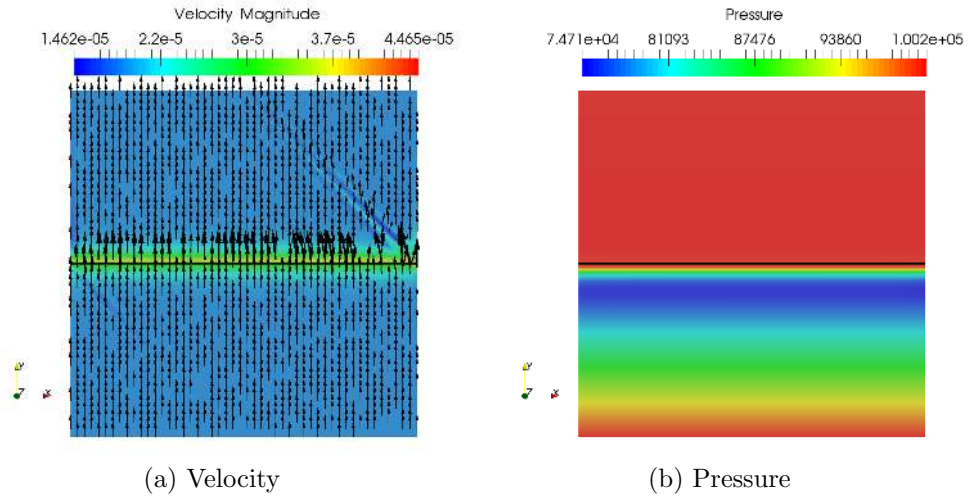 Velocity Magnitude
1.462e-05 2.2e-5 3e-5 3.7e-5 4.465e-05
Pressure
7.471e+04 81093 87476 93860 1.002e+05
Y
Z X
Y
Z X
(a) Velocity
(b) Pressure